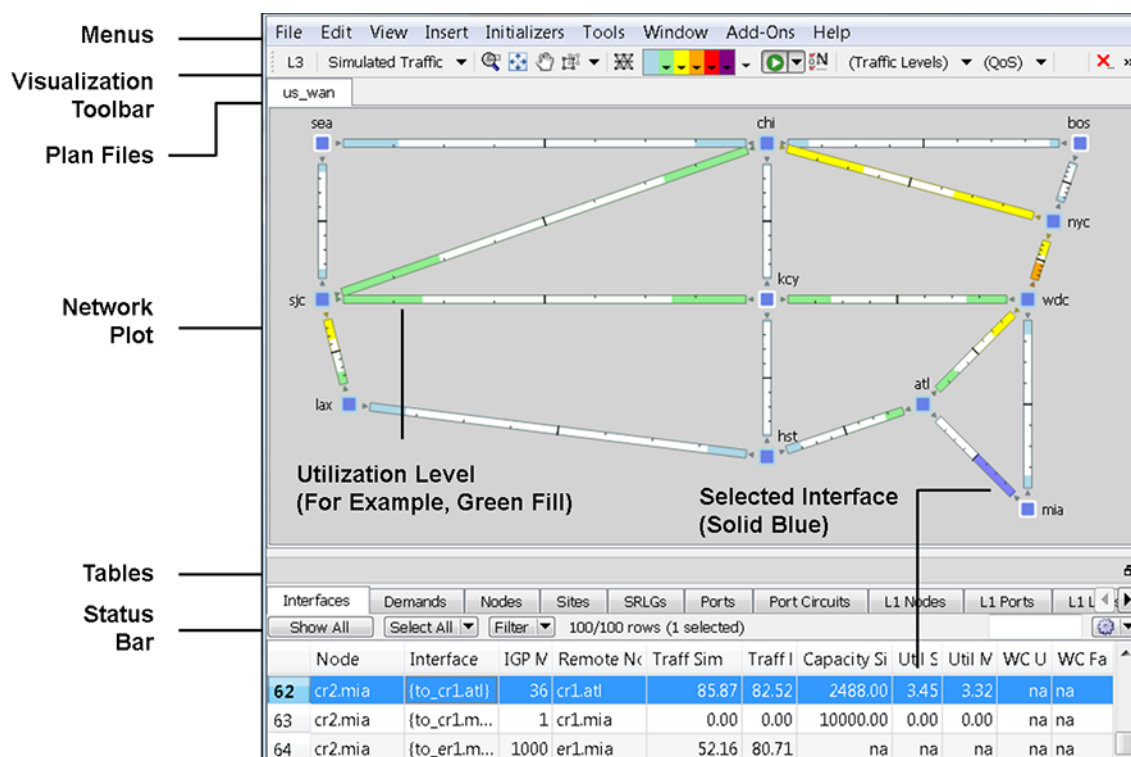 Menus
Visualization
Toolbar
Plan Files
Network
Plot
Tables
Status
Bar
File Edit View Insert Initializers Tools Window Add-Ons Help
L3 Simulated Traffic (Traffic Levels) (QoS)
us_wan
sea chi bos
nyc
sjc kcy wdc
lax atl
hst
mia
Utilization Level
(For Example, Green Fill)
Selected Interface
(Solid Blue)
Interfaces Demands Nodes Sites SRLGs Ports Port Circuits L1 Nodes L1 Ports L1 L
Show All Select All Filter 100/100 rows (1 selected)
Node Interface IGP M Remote No Traff Sim Traff Capacity Si Util S Util M WC U WC Fa
62 cr2.mia {to_cr1.atl} 36 cr1.atl 85.87 82.52 2488.00 3.45 3.32 na na
63 cr2.mia {to_cr1.m... 1 cr1.mia 0.00 0.00 10000.00 0.00 0.00 na na
64 cr2.mia {to_er1.m... 1000 er1.mia 52.16 80.71 na na na na na